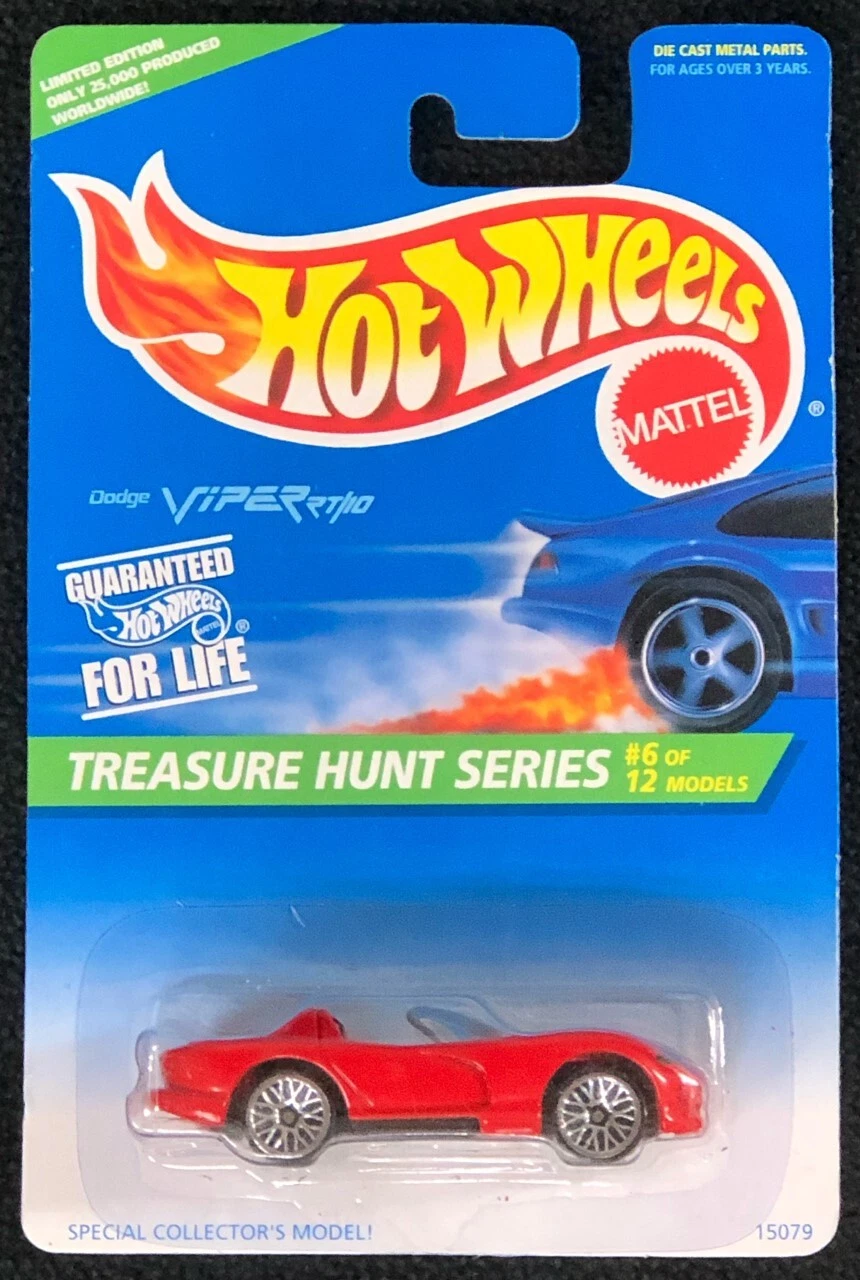 LIMITED EDITION
ONLY 25,000 PRODUCED
WORLDWIDE!
DIE CAST METAL PARTS.
FOR AGES OVER 3 YEARS.
HOT WHEELS
MATTEL
®
Dodge VIPER RT/10
GUARANTEED
HOT WHEELS
MATTEL
®
FOR LIFE
TREASURE HUNT SERIES
#6 OF
12 MODELS
SPECIAL COLLECTOR'S MODEL!
15079